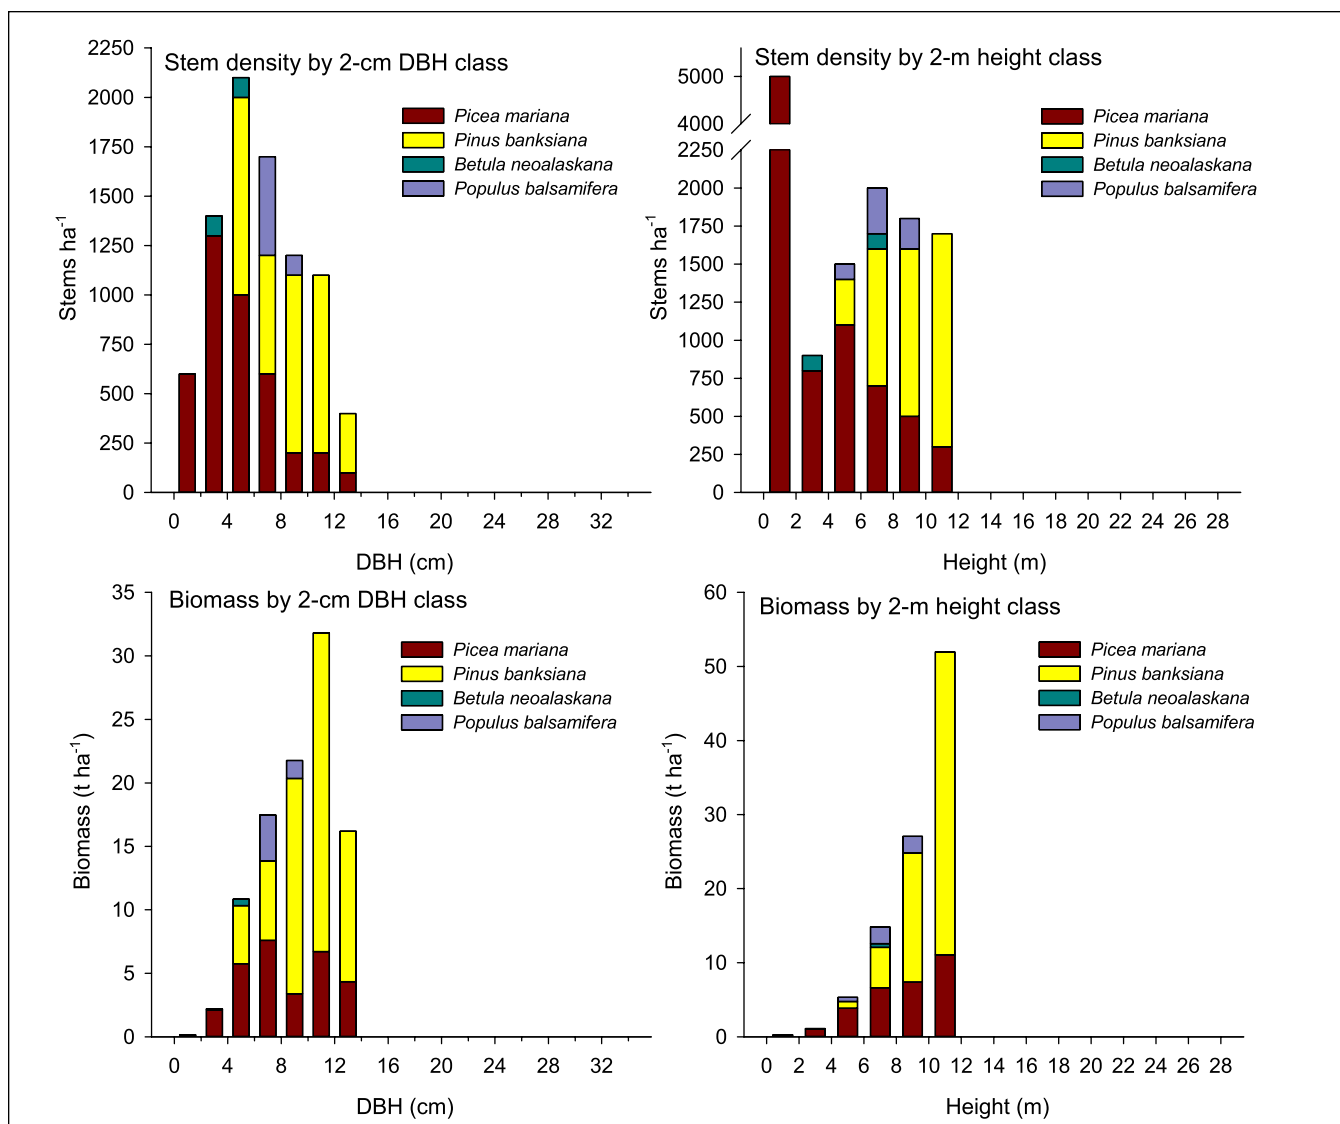 Stem density by 2-cm DBH class
Picea mariana
Pinus banksiana
Betula neoalaskana
Populus balsamifera
Stems ha⁻¹
2250
2000
1750
1500
1250
1000
750
500
250
0
0 4 8 12 16 20 24 28 32
DBH (cm)
Stem density by 2-m height class
Picea mariana
Pinus banksiana
Betula neoalaskana
Populus balsamifera
Stems ha⁻¹
5000
4000
2250
2000
1750
1500
1250
1000
750
500
250
0
0 2 4 6 8 10 12 14 16 18 20 22 24 26 28
Height (m)
Biomass by 2-cm DBH class
Picea mariana
Pinus banksiana
Betula neoalaskana
Populus balsamifera
Biomass (t ha⁻¹)
35
30
25
20
15
10
5
0
0 4 8 12 16 20 24 28 32
DBH (cm)
Biomass by 2-m height class
Picea mariana
Pinus banksiana
Betula neoalaskana
Populus balsamifera
Biomass (t ha⁻¹)
60
50
40
30
20
10
0
0 2 4 6 8 10 12 14 16 18 20 22 24 26 28
Height (m)